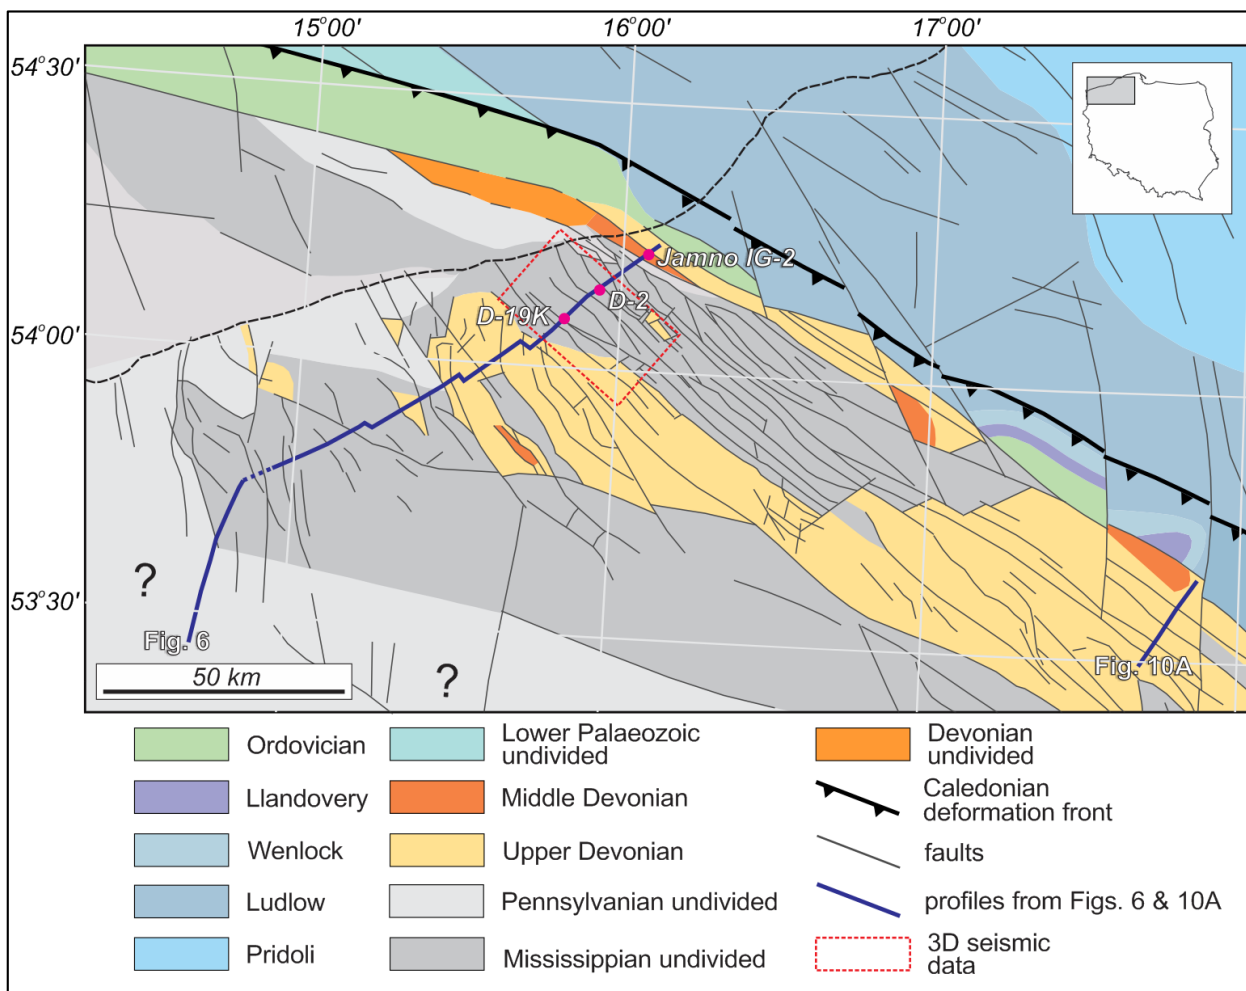 15°00'
16°00'
17°00'
54°30'
54°00'
53°30'
Jamno IG-2
D-2
D-19K
?
Fig. 6
?
Fig. 10A
50 km
Ordovician
Llandovery
Wenlock
Ludlow
Pridoli
Lower Palaeozoic
undivided
Middle Devonian
Upper Devonian
Pennsylvanian undivided
Mississippian undivided
Devonian
undivided
Caledonian
deformation front
faults
profiles from Figs. 6 & 10A
3D seismic
data